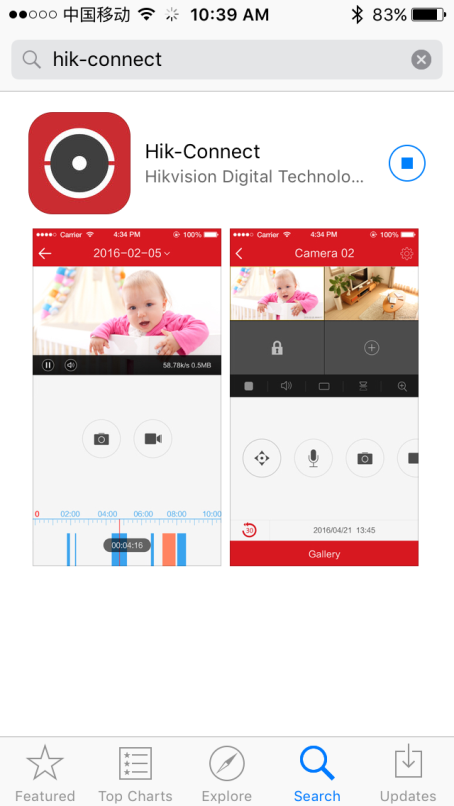 中国移动 10:39 AM 83%
hik-connect
Hik-Connect
Hikvision Digital Technolo...
Carrier 4:34 PM 100%
2016-02-05
58.78k/s 0.5MB
0 02:00 04:00 06:00 08:00 10:00
00:04:16
Carrier 4:34 PM 100%
Camera 02
30 2016/04/21 13:45
Gallery
Featured Top Charts Explore Search Updates